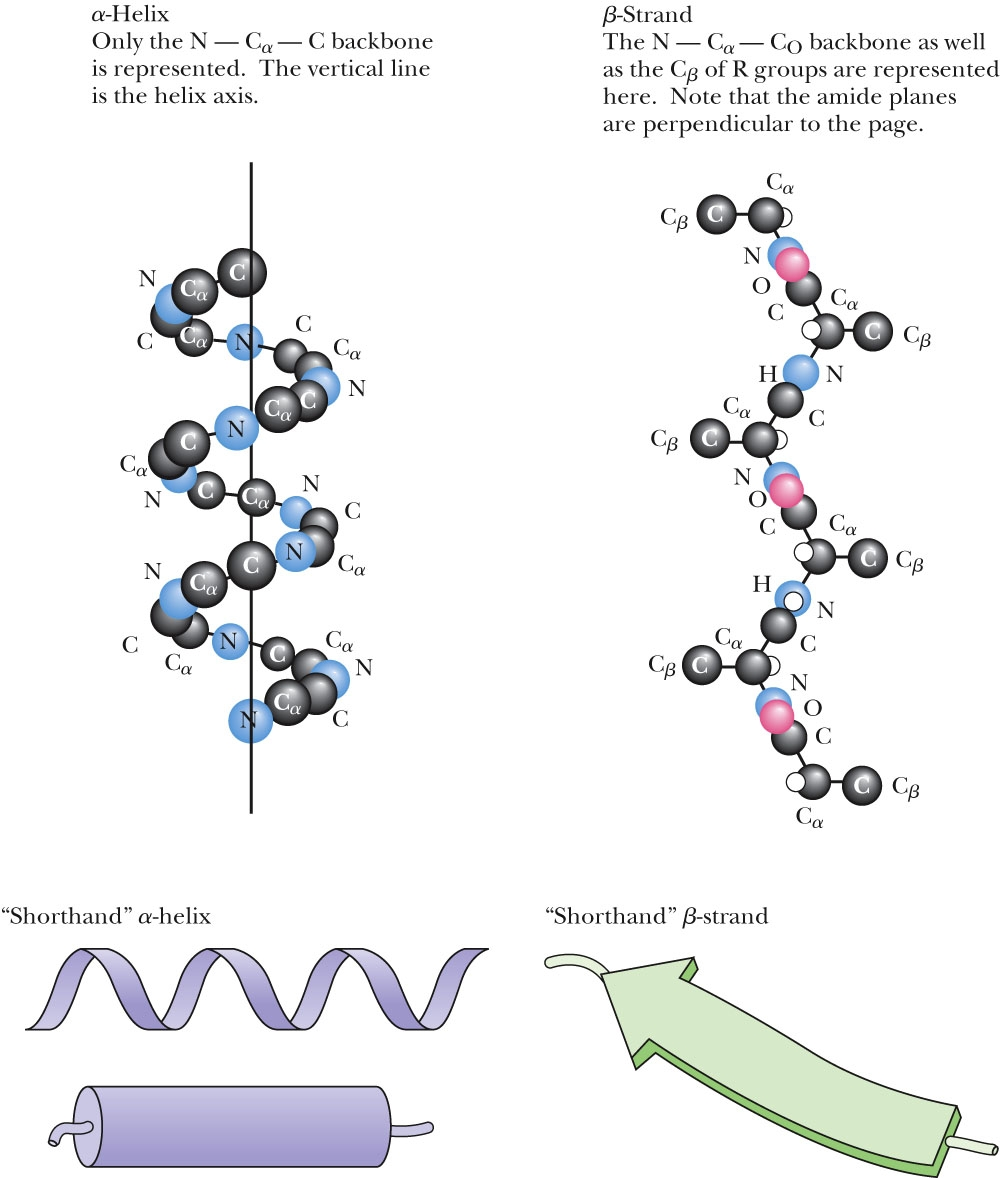 α-Helix
Only the N — Cα — C backbone
is represented. The vertical line
is the helix axis.
β-Strand
The N — Cα — CO backbone as well
as the Cβ of R groups are represented
here. Note that the amide planes
are perpendicular to the page.
C
N
Cα
C
Cα
N
C
Cα
N
C
Cα
N
C
Cα
N
C
Cα
N
C
N
Cα
C
N
Cα
C
Cα
N
C
Cα
N
Cα
C
N
Cα
Cβ
C
N
O
C
Cα
C
Cβ
H
N
C
Cα
Cβ
C
N
O
C
Cα
C
Cβ
H
N
C
Cα
Cβ
C
N
O
C
C
Cβ
Cα
“Shorthand” α-helix
“Shorthand” β-strand